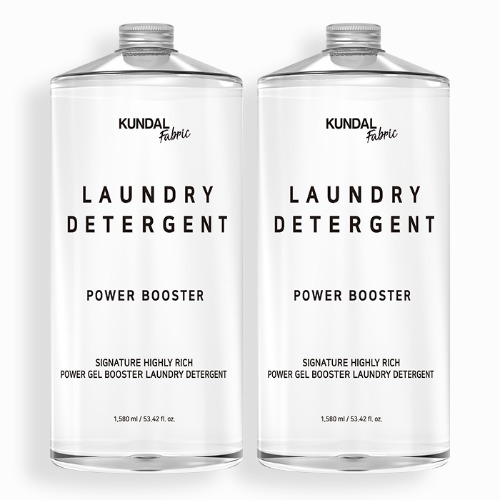 KUNDAL
Fabric
LAUNDRY
DETERGENT
POWER BOOSTER
SIGNATURE HIGHLY RICH
POWER GEL BOOSTER LAUNDRY DETERGENT
1,580 ml / 53.42 fl. oz.
KUNDAL
Fabric
LAUNDRY
DETERGENT
POWER BOOSTER
SIGNATURE HIGHLY RICH
POWER GEL BOOSTER LAUNDRY DETERGENT
1,580 ml / 53.42 fl. oz.